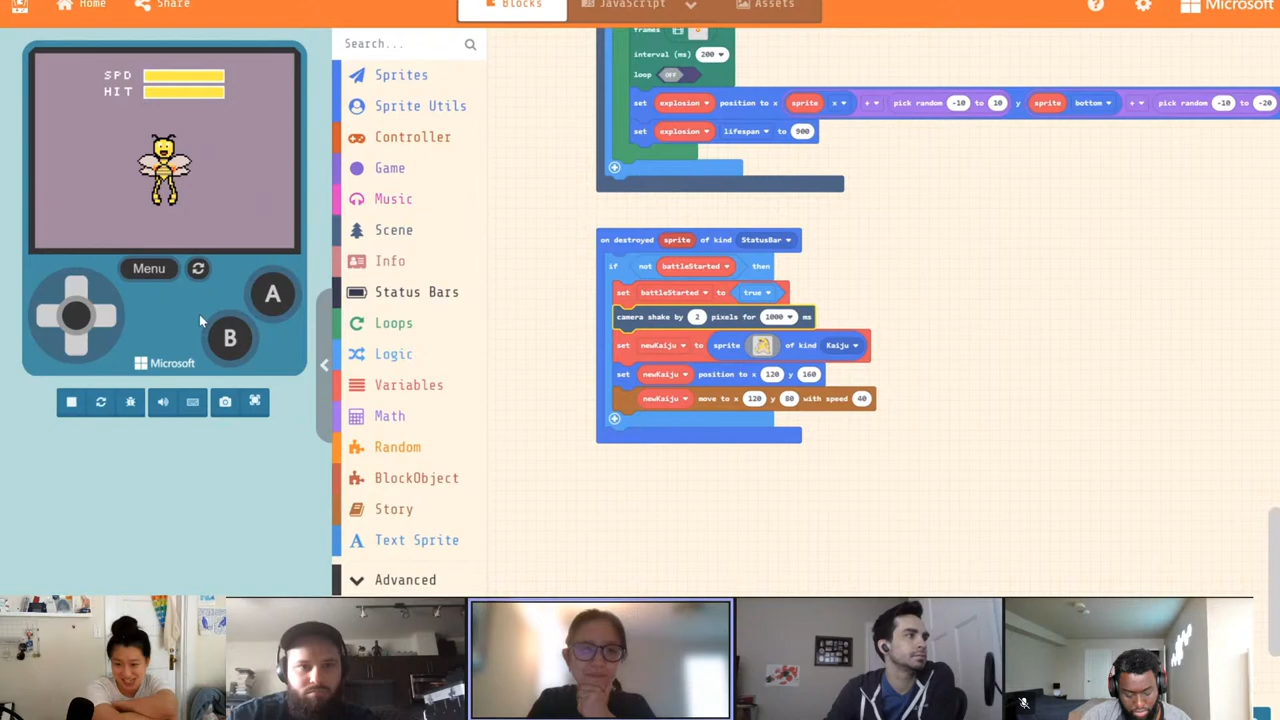 Home
Share
Blocks
JavaScript
Assets
Microsoft
SPD
HIT
Menu
A
B
Microsoft
Search...
Sprites
Sprite Utils
Controller
Game
Music
Scene
Info
Status Bars
Loops
Logic
Variables
Math
Random
BlockObject
Story
Text Sprite
Advanced
frames
interval (ms) 200
loop OFF
set explosion position to x sprite x + pick random -10 to 10 y sprite bottom + pick random -10 to -20
set explosion lifespan to 900
on destroyed sprite of kind StatusBar
if not battleStarted then
set battleStarted to true
camera shake by 2 pixels for 1000 ms
set newKaiju to sprite of kind Kaiju
set newKaiju position to x 120 y 160
newKaiju move to x 120 y 80 with speed 40